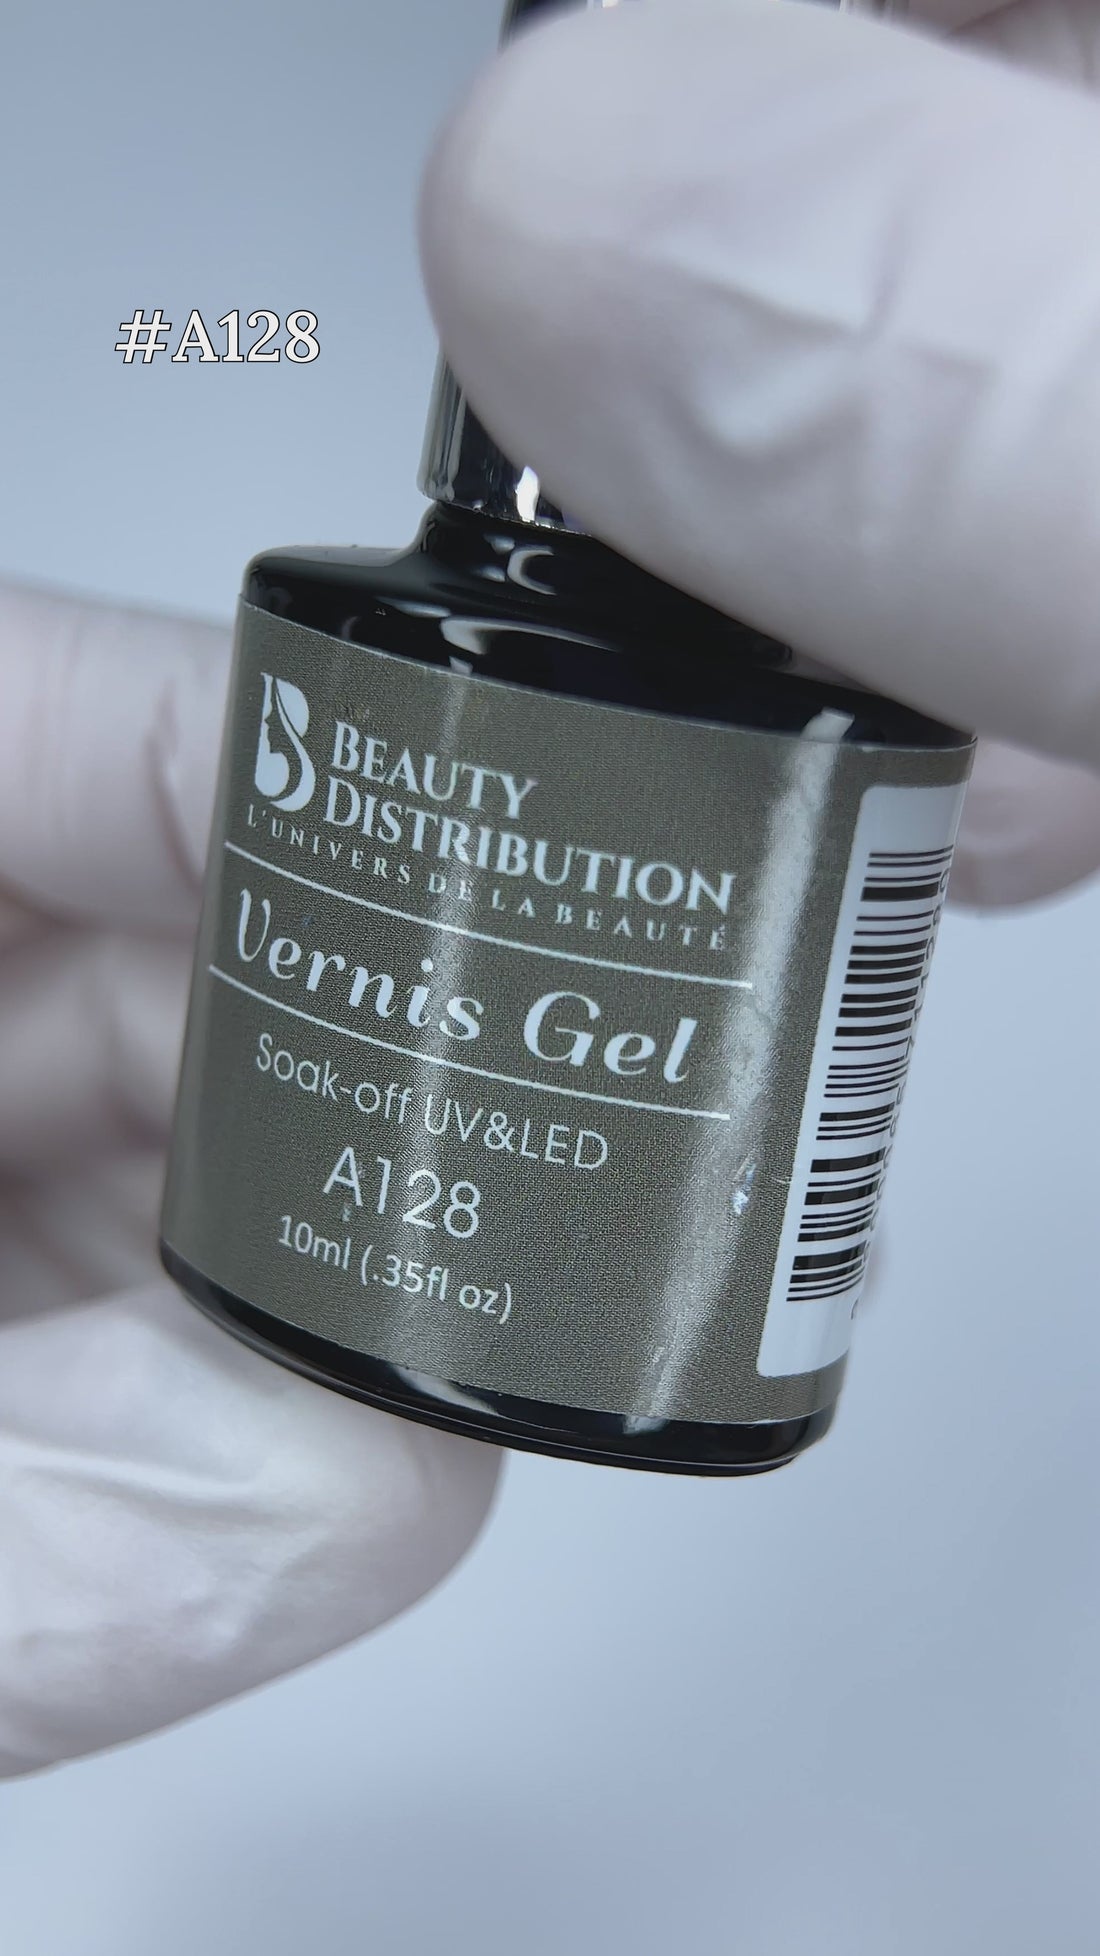 #A128
BEAUTY
DISTRIBUTION
L'UNIVERS DE LA BEAUTÉ
Vernis Gel
Soak-off UV&LED
A128
10ml (.35fl oz)